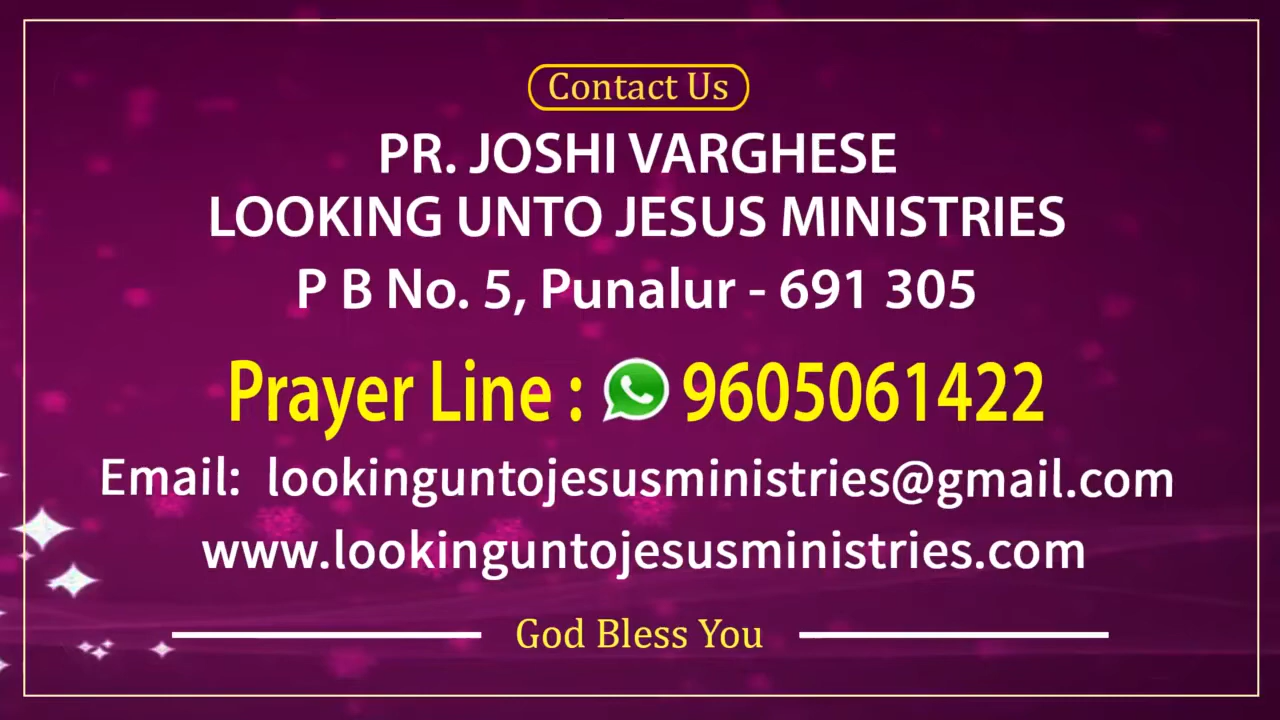 Contact Us
PR. JOSHI VARGHESE
LOOKING UNTO JESUS MINISTRIES
P B No. 5, Punalur - 691 305
Prayer Line : 9605061422
Email: lookinguntojesusministries@gmail.com
www.lookinguntojesusministries.com
God Bless You